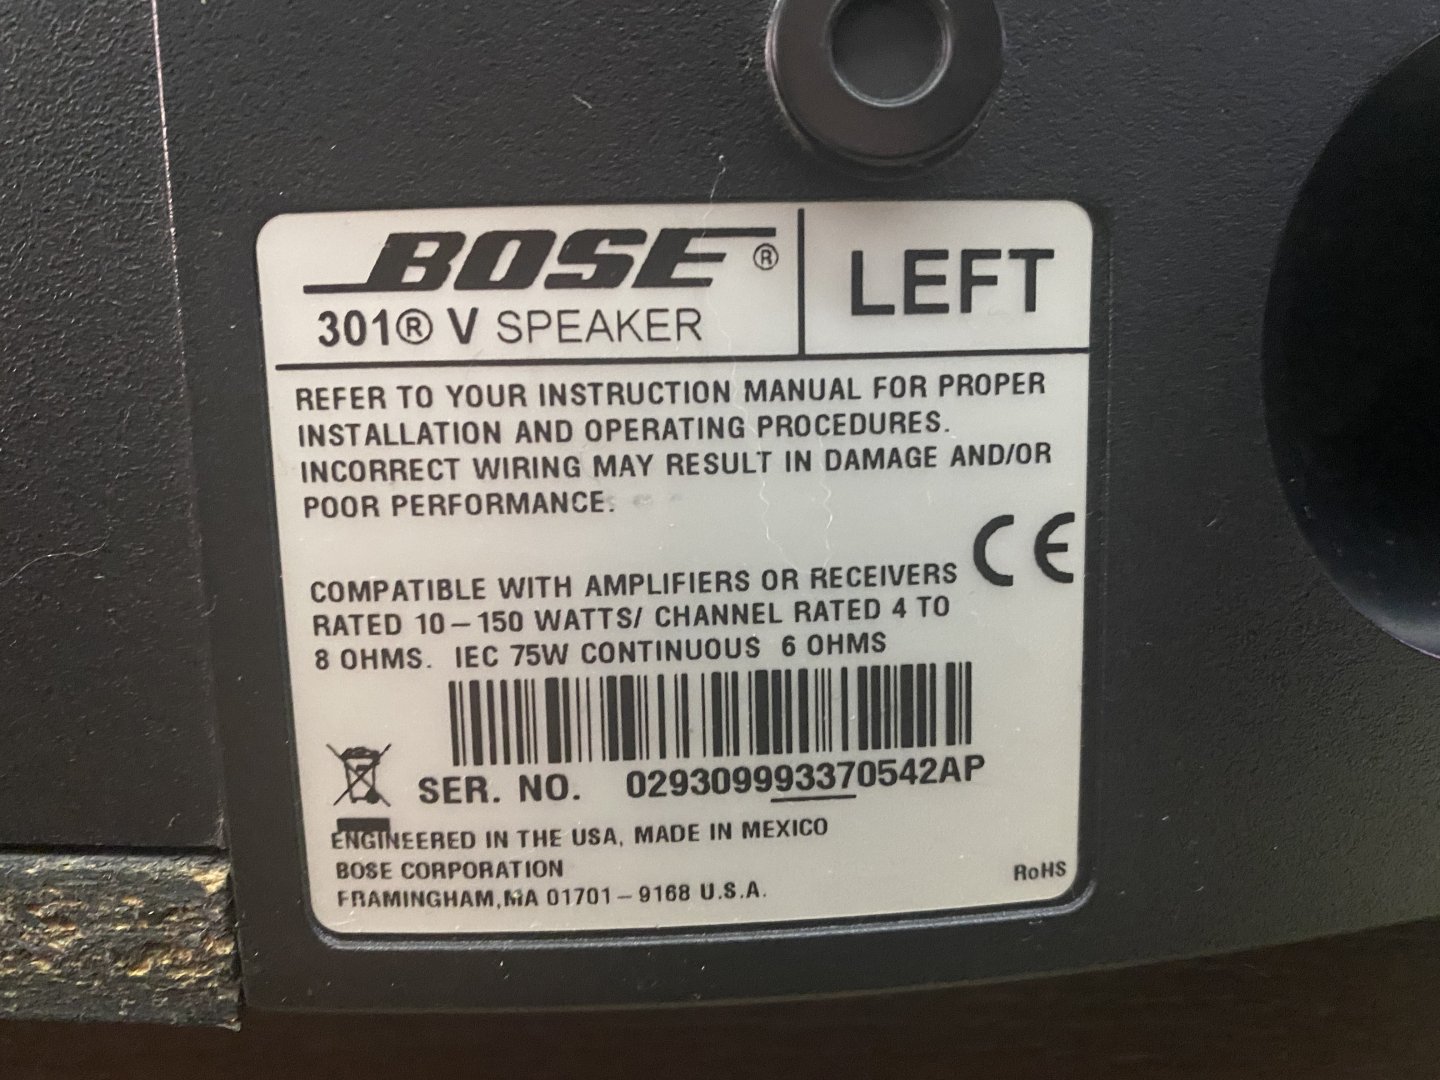 BOSE®
LEFT
301® V SPEAKER
REFER TO YOUR INSTRUCTION MANUAL FOR PROPER
INSTALLATION AND OPERATING PROCEDURES.
INCORRECT WIRING MAY RESULT IN DAMAGE AND/OR
POOR PERFORMANCE.
CE
COMPATIBLE WITH AMPLIFIERS OR RECEIVERS
RATED 10–150 WATTS/ CHANNEL RATED 4 TO
8 OHMS. IEC 75W CONTINUOUS 6 OHMS
SER. NO. 029309993370542AP
ENGINEERED IN THE USA, MADE IN MEXICO
BOSE CORPORATION
FRAMINGHAM,MA 01701–9168 U.S.A.
RoHS